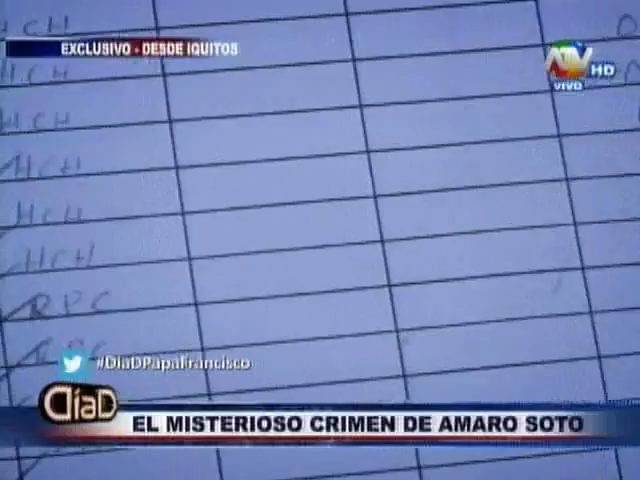 HCH
EXCLUSIVO - DESDE IQUITOS
ATV HD
VIVO
HCH
HCH
HCH
HCH
HCH
RPC
RPC
#DiaDPapaFrancisco
DíaD
EL MISTERIOSO CRIMEN DE AMARO SOTO